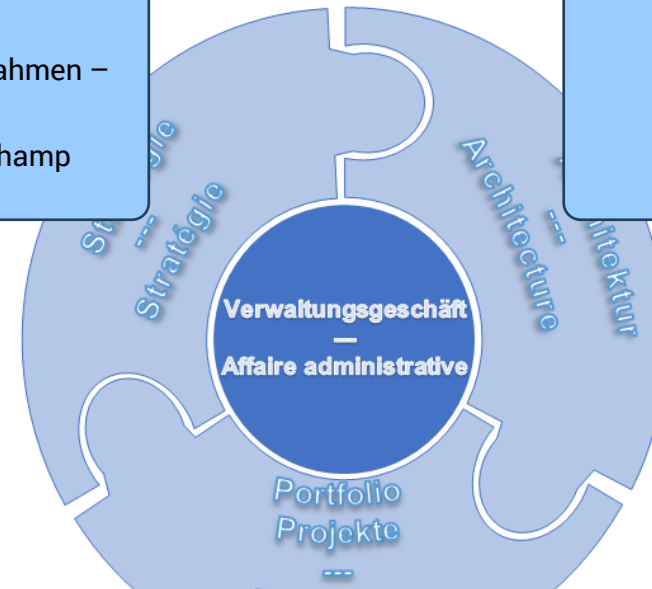 ahmen –
hamp
Stratégie
---
Architecture
---
Verwaltungsgeschäft
—
Affaire administrative
Portfolio
Projekte
---